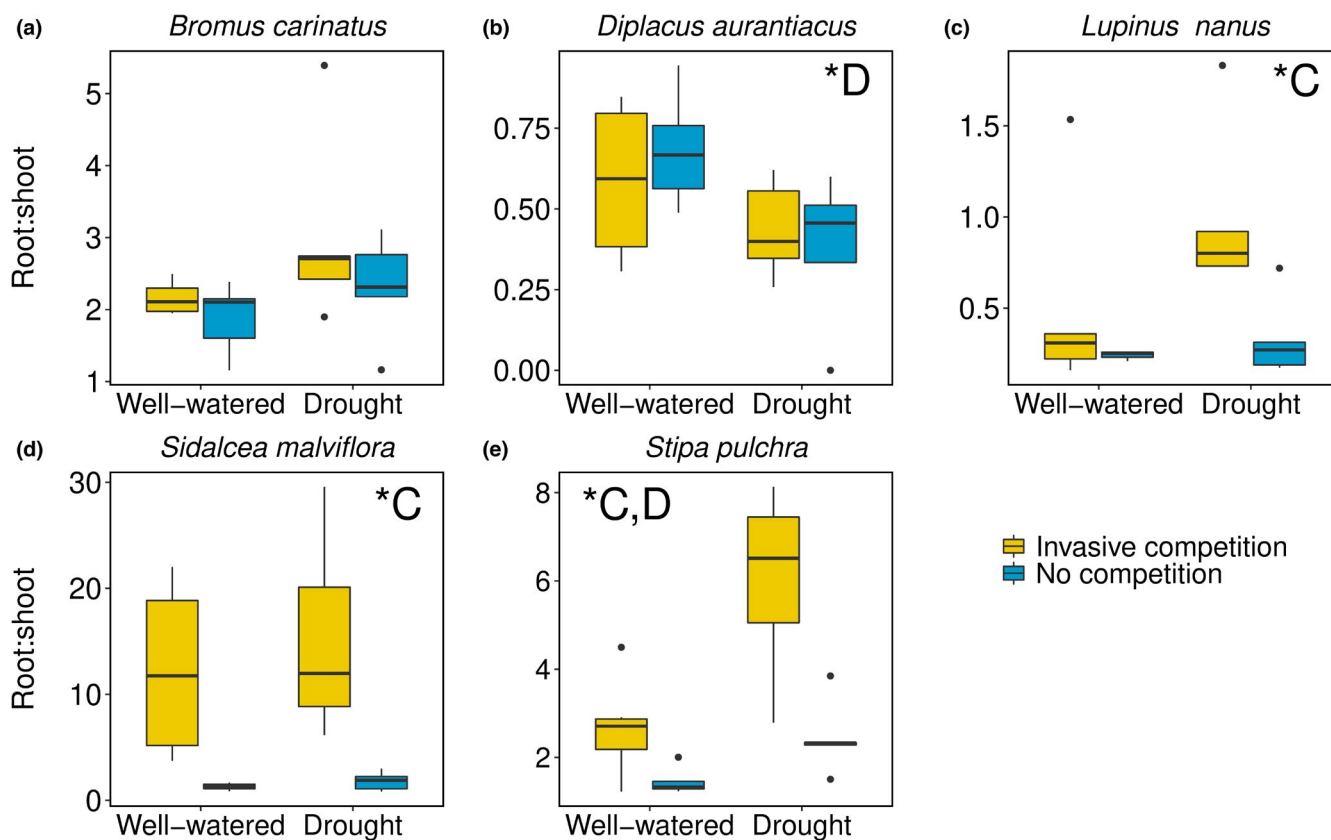 (a) Bromus carinatus
Root:shoot
5
4
3
2
1
Well-watered Drought
(b) Diplacus aurantiacus
*D
0.75
0.50
0.25
0.00
Well-watered Drought
(c) Lupinus nanus
*C
1.5
1.0
0.5
Well-watered Drought
(d) Sidalcea malviflora
*C
Root:shoot
30
20
10
0
Well-watered Drought
(e) Stipa pulchra
*C,D
8
6
4
2
Well-watered Drought
Invasive competition
No competition